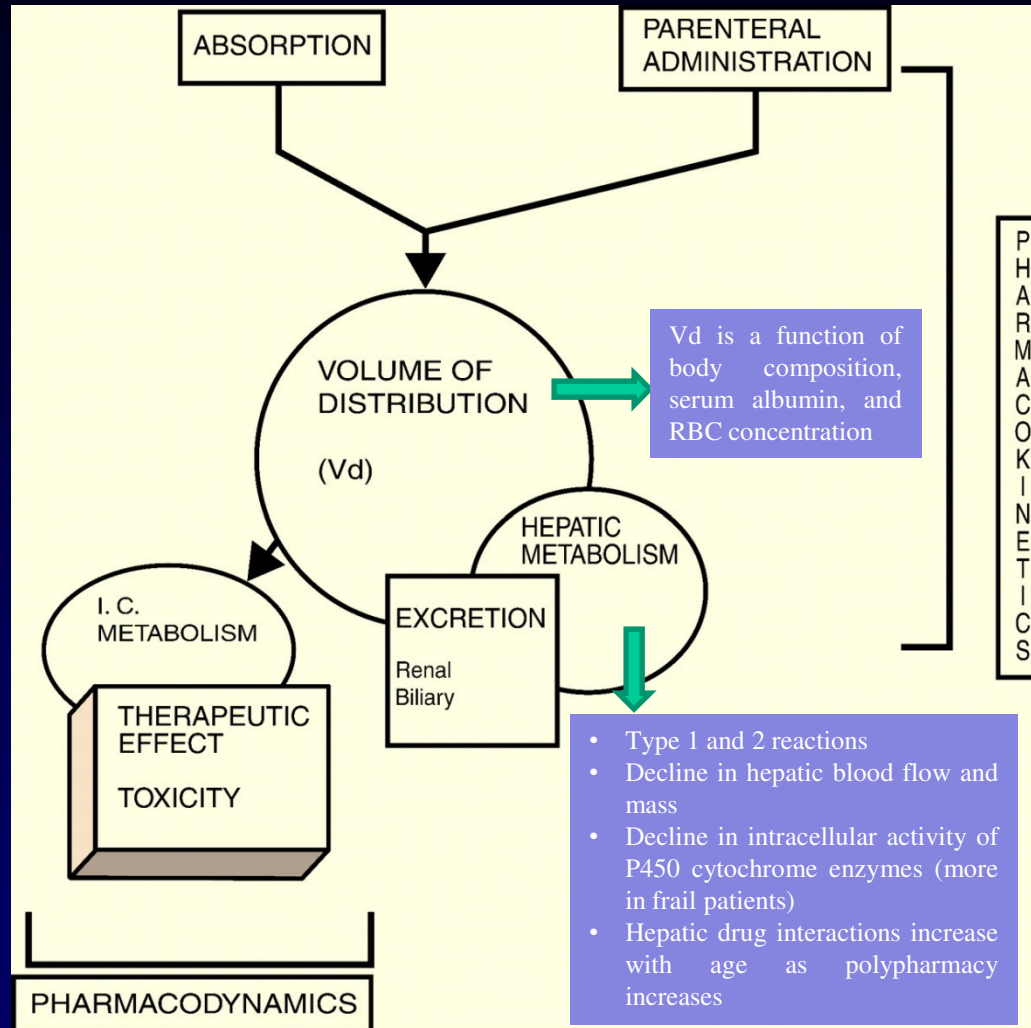 ABSORPTION
PARENTERAL
ADMINISTRATION
VOLUME OF
DISTRIBUTION
(Vd)
Vd is a function of
body composition,
serum albumin, and
RBC concentration
HEPATIC
METABOLISM
EXCRETION
Renal
Biliary
I. C.
METABOLISM
THERAPEUTIC
EFFECT
TOXICITY
• Type 1 and 2 reactions
• Decline in hepatic blood flow and
mass
• Decline in intracellular activity of
P450 cytochrome enzymes (more
in frail patients)
• Hepatic drug interactions increase
with age as polypharmacy
increases
PHARMACODYNAMICS
PHARMACOKINETICS